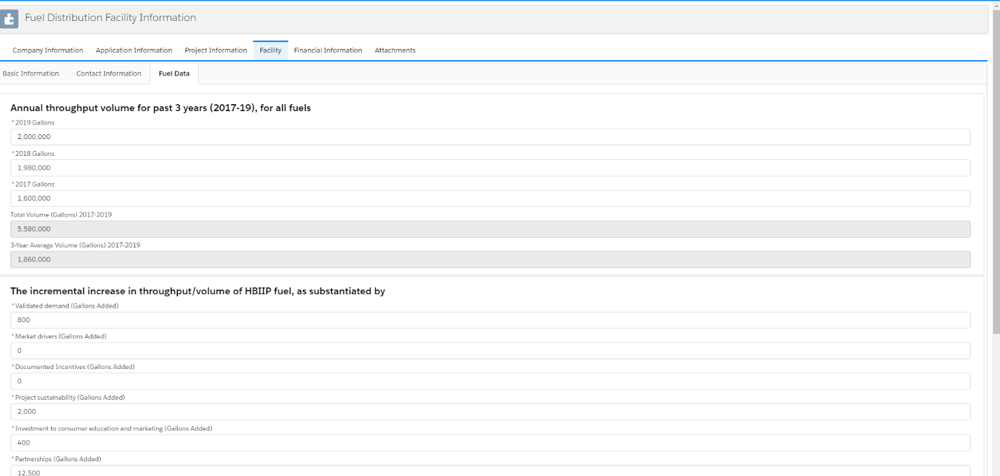 Fuel Distribution Facility Information
Company Information Application Information Project Information Facility Financial Information Attachments
Basic Information Contact Information Fuel Data
Annual throughput volume for past 3 years (2017-19), for all fuels
*2019 Gallons
2,000,000
*2018 Gallons
1,980,000
*2017 Gallons
1,600,000
Total Volume (Gallons) 2017-2019
5,580,000
3-Year Average Volume (Gallons) 2017-2019
1,860,000
The incremental increase in throughput/volume of HBIIP fuel, as substantiated by
*Validated demand (Gallons Added)
800
*Market drivers (Gallons Added)
0
*Documented Incentives (Gallons Added)
0
*Project sustainability (Gallons Added)
2,000
*Investment to consumer education and marketing (Gallons Added)
400
*Partnerships (Gallons Added)
12,500